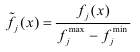 f̃_j(x) = f_j(x) / (f_j^max − f_j^min)